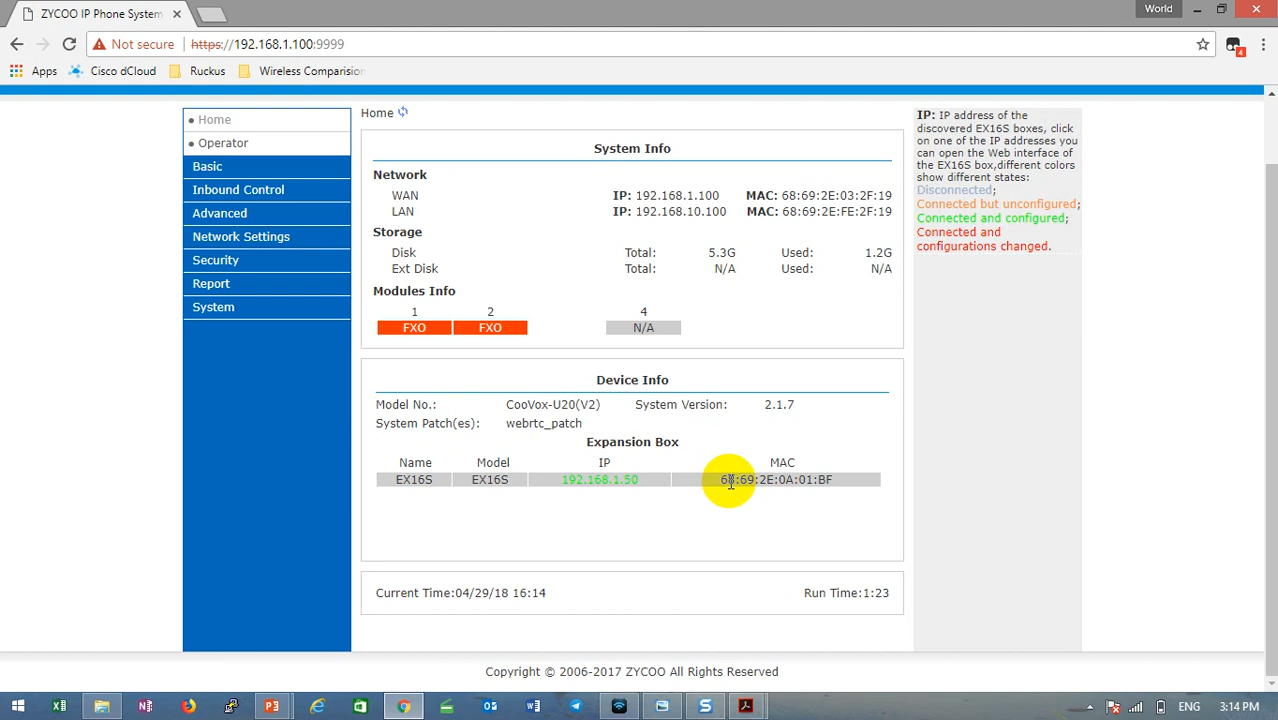 ZYCOO IP Phone System
World
Not secure
https://192.168.1.100:9999
4
Apps
Cisco dCloud
Ruckus
Wireless Comparision
Home
Operator
Basic
Inbound Control
Advanced
Network Settings
Security
Report
System
Home
System Info
Network
WAN IP: 192.168.1.100 MAC: 68:69:2E:03:2F:19
LAN IP: 192.168.10.100 MAC: 68:69:2E:FE:2F:19
Storage
Disk Total: 5.3G Used: 1.2G
Ext Disk Total: N/A Used: N/A
Modules Info
1 2 4
FXO FXO N/A
Device Info
Model No.: CooVox-U20(V2) System Version: 2.1.7
System Patch(es): webrtc_patch
Expansion Box
Name Model IP MAC
EX16S EX16S 192.168.1.50 68:69:2E:0A:01:BF
Current Time:04/29/18 16:14 Run Time:1:23
IP: IP address of the
discovered EX16S boxes, click
on one of the IP addresses you
can open the Web interface of
the EX16S box,different colors
show different states:
Disconnected;
Connected but unconfigured;
Connected and configured;
Connected and
configurations changed.
Copyright © 2006-2017 ZYCOO All Rights Reserved
ENG 3:14 PM